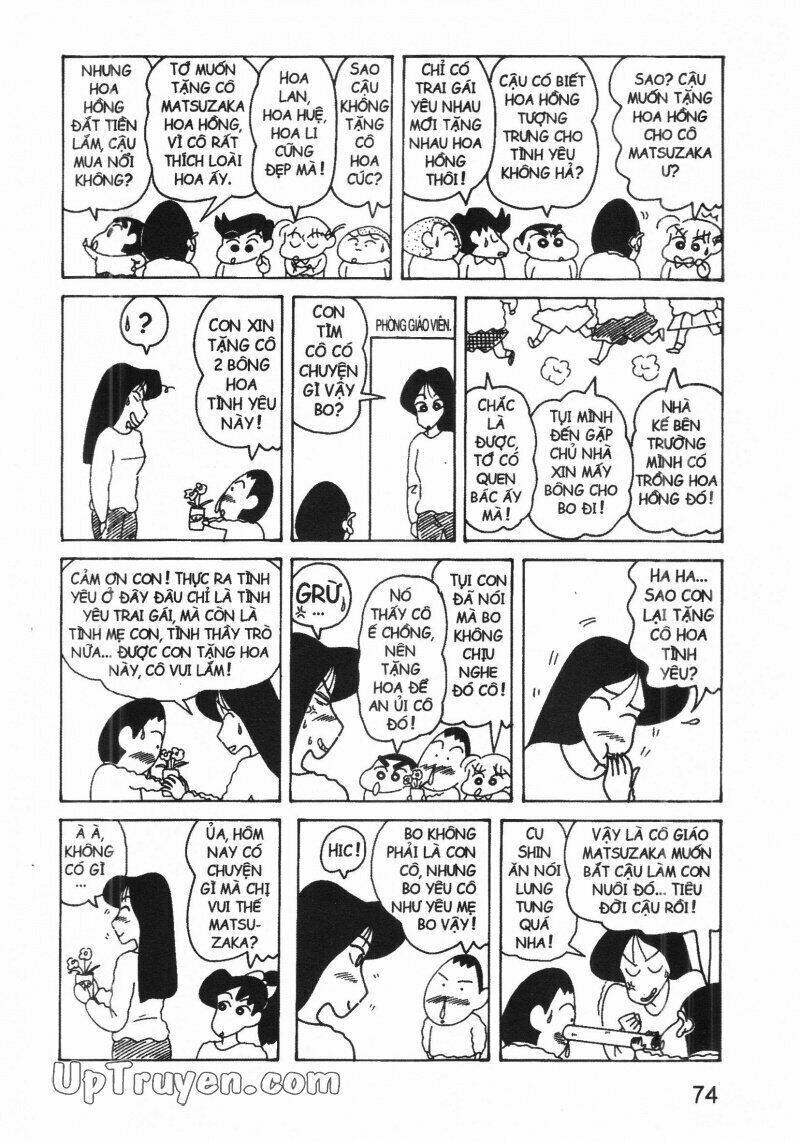 SAO? CẬU
MUỐN TẶNG
HOA HỒNG
CHO CÔ
MATSUZAKA
Ư?
CẬU CÓ BIẾT
HOA HỒNG
TƯỢNG
TRƯNG CHO
TÌNH YÊU
KHÔNG HẢ?
CHỈ CÓ
TRAI GÁI
YÊU NHAU
MỚI TẶNG
NHAU HOA
HỒNG
THÔI!
SAO
CẬU
KHÔNG
TẶNG
CÔ
HOA
CÚC?
HOA
LAN,
HOA HUỆ,
HOA LI
CŨNG
ĐẸP MÀ!
TỚ MUỐN
TẶNG CÔ
MATSUZAKA
HOA HỒNG,
VÌ CÔ RẤT
THÍCH LOÀI
HOA ẤY.
NHƯNG
HOA
HỒNG
ĐẮT TIỀN
LẮM, CẬU
MUA NỔI
KHÔNG?
NHÀ
KẾ BÊN
TRƯỜNG
MÌNH CÓ
TRỒNG HOA
HỒNG ĐÓ!
TỤI MÌNH
ĐẾN GẶP
CHỦ NHÀ
XIN MẤY
BÔNG CHO
BO ĐI!
CHẮC
LÀ
ĐƯỢC,
TỚ CÓ
QUEN
BÁC ẤY
MÀ!
PHÒNG GIÁO VIÊN.
CON
TÌM
CÔ CÓ
CHUYỆN
GÌ VẬY
BO?
CON XIN
TẶNG CÔ
2 BÔNG
HOA
TÌNH YÊU
NÀY!
?
HA HA...
SAO CON
LẠI TẶNG
CÔ HOA
TÌNH
YÊU?
TỤI CON
ĐÃ NÓI
MÀ BO
KHÔNG
CHỊU
NGHE
ĐÓ CÔ!
NÓ
THẤY CÔ
Ế CHỒNG,
NÊN
TẶNG
HOA ĐỂ
AN ỦI CÔ
ĐÓ!
GRỪ
...
CẢM ƠN CON! THỰC RA TÌNH
YÊU Ở ĐÂY ĐÂU CHỈ LÀ TÌNH
YÊU TRAI GÁI, MÀ CÒN LÀ
TÌNH MẸ CON, TÌNH THẦY TRÒ
NỮA... ĐƯỢC CON TẶNG HOA
NÀY, CÔ VUI LẮM!
VẬY LÀ CÔ GIÁO
MATSUZAKA MUỐN
BẮT CẬU LÀM CON
NUÔI ĐÓ... TIÊU
ĐỜI CẬU RỒI!
CU
SHIN
ĂN NÓI
LUNG
TUNG
QUÁ
NHA!
BO KHÔNG
PHẢI LÀ CON
CÔ, NHƯNG
BO YÊU CÔ
NHƯ YÊU MẸ
BO VẬY!
HIC!
ỦA, HÔM
NAY CÓ
CHUYỆN
GÌ MÀ CHỊ
VUI THẾ
MATSU-
ZAKA?
À À,
KHÔNG
CÓ GÌ
...
UpTruyen.com
74